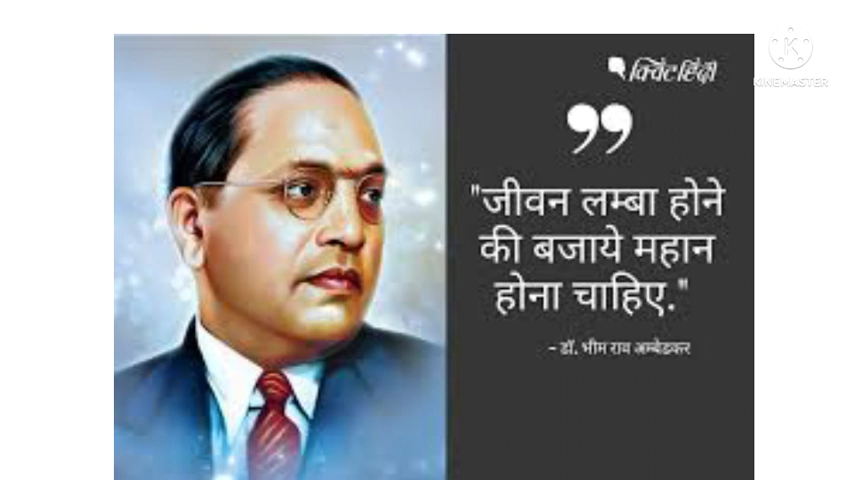 क्विंट हिंदी
K
KINEMASTER
"जीवन लम्बा होने
की बजाये महान
होना चाहिए."
- डॉ. भीम राव अम्बेडकर